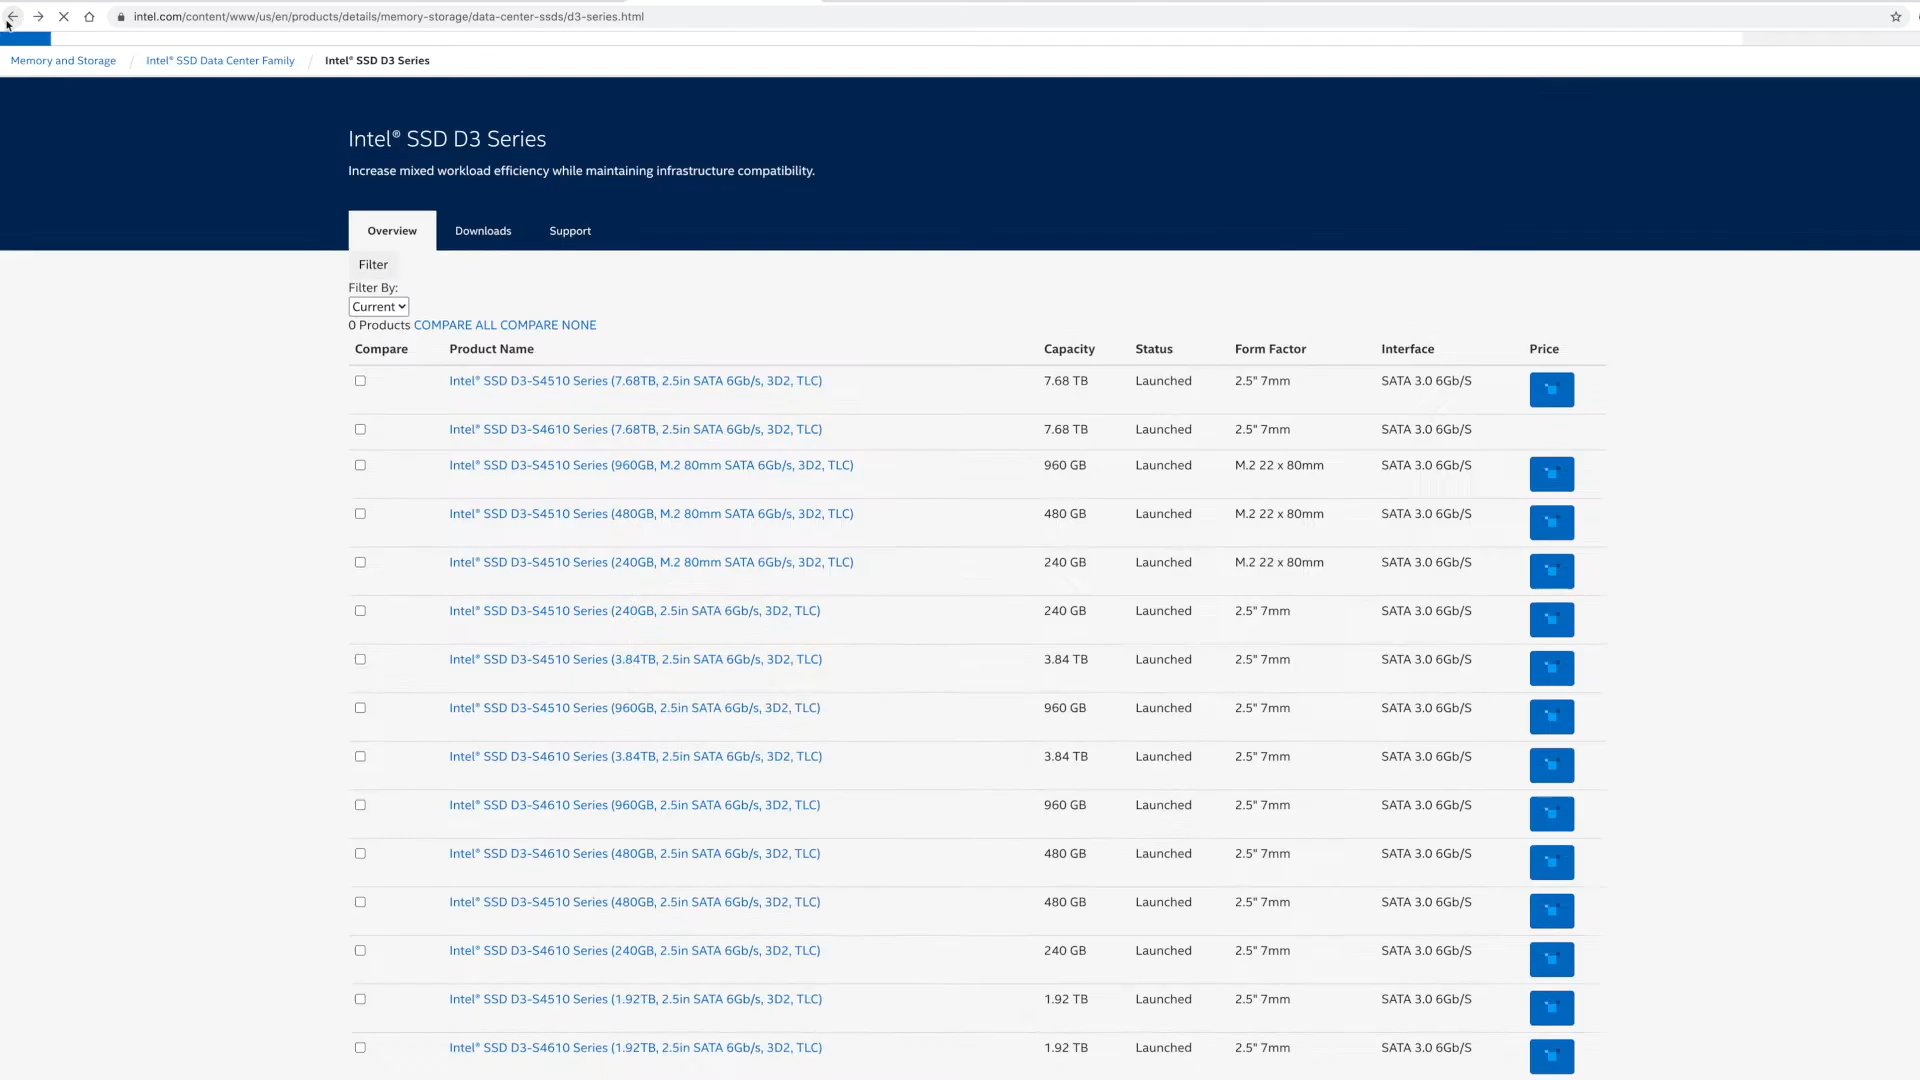 intel.com/content/www/us/en/products/details/memory-storage/data-center-ssds/d3-series.html
Memory and Storage / Intel® SSD Data Center Family / Intel® SSD D3 Series
Intel® SSD D3 Series
Increase mixed workload efficiency while maintaining infrastructure compatibility.
Overview Downloads Support
Filter
Filter By:
Current
0 Products COMPARE ALL COMPARE NONE
Compare Product Name Capacity Status Form Factor Interface Price
Intel® SSD D3-S4510 Series (7.68TB, 2.5in SATA 6Gb/s, 3D2, TLC) 7.68 TB Launched 2.5" 7mm SATA 3.0 6Gb/S
Intel® SSD D3-S4610 Series (7.68TB, 2.5in SATA 6Gb/s, 3D2, TLC) 7.68 TB Launched 2.5" 7mm SATA 3.0 6Gb/S
Intel® SSD D3-S4510 Series (960GB, M.2 80mm SATA 6Gb/s, 3D2, TLC) 960 GB Launched M.2 22 x 80mm SATA 3.0 6Gb/S
Intel® SSD D3-S4510 Series (480GB, M.2 80mm SATA 6Gb/s, 3D2, TLC) 480 GB Launched M.2 22 x 80mm SATA 3.0 6Gb/S
Intel® SSD D3-S4510 Series (240GB, M.2 80mm SATA 6Gb/s, 3D2, TLC) 240 GB Launched M.2 22 x 80mm SATA 3.0 6Gb/S
Intel® SSD D3-S4510 Series (240GB, 2.5in SATA 6Gb/s, 3D2, TLC) 240 GB Launched 2.5" 7mm SATA 3.0 6Gb/S
Intel® SSD D3-S4510 Series (3.84TB, 2.5in SATA 6Gb/s, 3D2, TLC) 3.84 TB Launched 2.5" 7mm SATA 3.0 6Gb/S
Intel® SSD D3-S4510 Series (960GB, 2.5in SATA 6Gb/s, 3D2, TLC) 960 GB Launched 2.5" 7mm SATA 3.0 6Gb/S
Intel® SSD D3-S4510 Series (3.84TB, 2.5in SATA 6Gb/s, 3D2, TLC) 3.84 TB Launched 2.5" 7mm SATA 3.0 6Gb/S
Intel® SSD D3-S4610 Series (960GB, 2.5in SATA 6Gb/s, 3D2, TLC) 960 GB Launched 2.5" 7mm SATA 3.0 6Gb/S
Intel® SSD D3-S4610 Series (480GB, 2.5in SATA 6Gb/s, 3D2, TLC) 480 GB Launched 2.5" 7mm SATA 3.0 6Gb/S
Intel® SSD D3-S4510 Series (480GB, 2.5in SATA 6Gb/s, 3D2, TLC) 480 GB Launched 2.5" 7mm SATA 3.0 6Gb/S
Intel® SSD D3-S4610 Series (240GB, 2.5in SATA 6Gb/s, 3D2, TLC) 240 GB Launched 2.5" 7mm SATA 3.0 6Gb/S
Intel® SSD D3-S4510 Series (1.92TB, 2.5in SATA 6Gb/s, 3D2, TLC) 1.92 TB Launched 2.5" 7mm SATA 3.0 6Gb/S
Intel® SSD D3-S4610 Series (1.92TB, 2.5in SATA 6Gb/s, 3D2, TLC) 1.92 TB Launched 2.5" 7mm SATA 3.0 6Gb/S